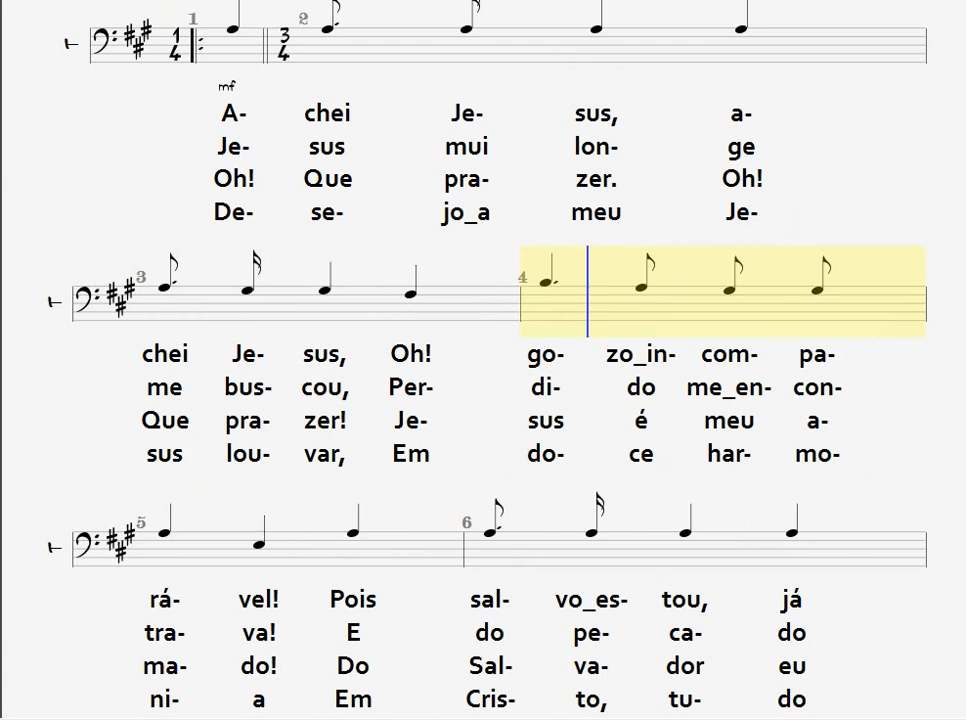 1 2
T 1 4 3 4
mf
A- chei Je- sus, a-
Je- sus mui lon- ge
Oh! Que pra- zer. Oh!
De- se- jo_a meu Je-
3 4
T
chei Je- sus, Oh! go- zo_in- com- pa-
me bus- cou, Per- di- do me_en- con-
Que pra- zer! Je- sus é meu a-
sus lou- var, Em do- ce har- mo-
5 6
T
rá- vel! Pois sal- vo_es- tou, já
tra- va! E do pe- ca- do
ma- do! Do Sal- va- dor eu
ni- a Em Cris- to, tu- do